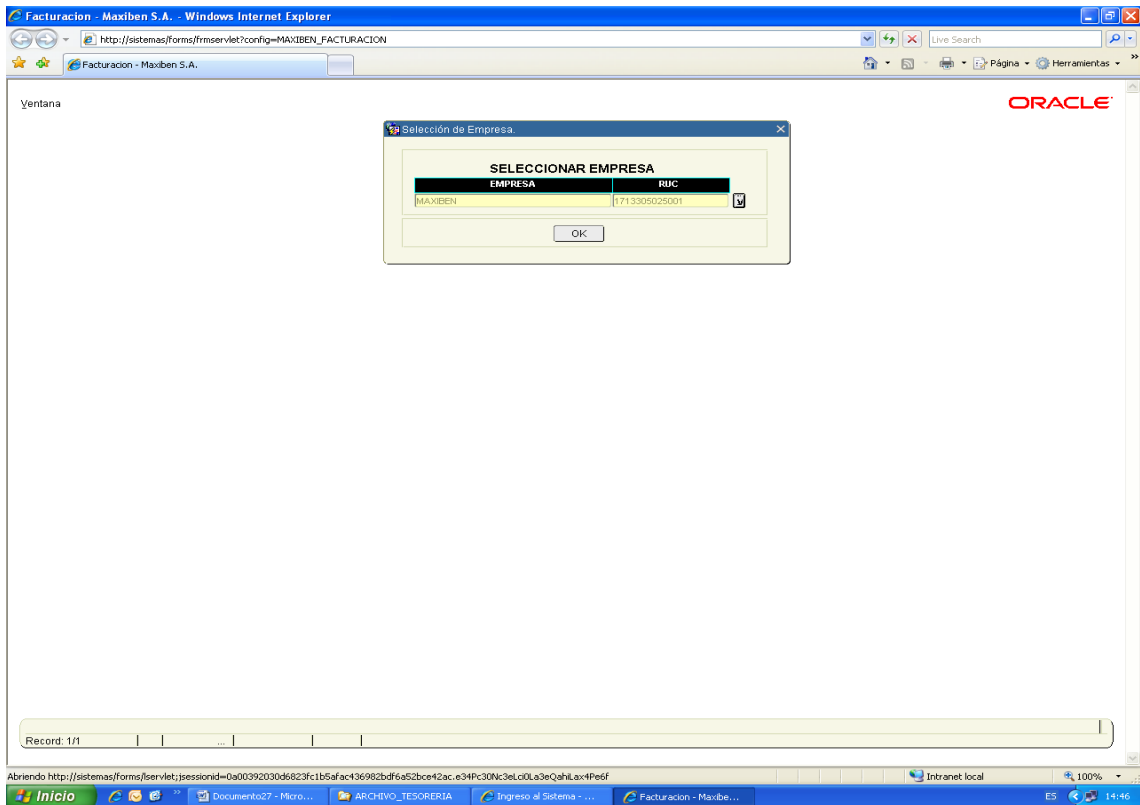 Facturacion - Maxiben S.A. - Windows Internet Explorer
http://sistemas/forms/frmservlet?config=MAXIBEN_FACTURACION
Live Search
Facturacion - Maxiben S.A.
Página
Herramientas
Ventana
ORACLE
Selección de Empresa.
SELECCIONAR EMPRESA
EMPRESA RUC
MAXIBEN 1713305025001
OK
Record: 1/1
...
Abriendo http://sistemas/forms/lservlet;jsessionid=0a00392030d6823fc1b5afac436982bdf6a52bce42ac.e34Pc30Nc3eLci0La3eQahiLax4Pe6f
Intranet local
100%
Inicio
Documento27 - Micro...
ARCHIVO_TESORERIA
Ingreso al Sistema - ...
Facturacion - Maxibe...
ES
14:46